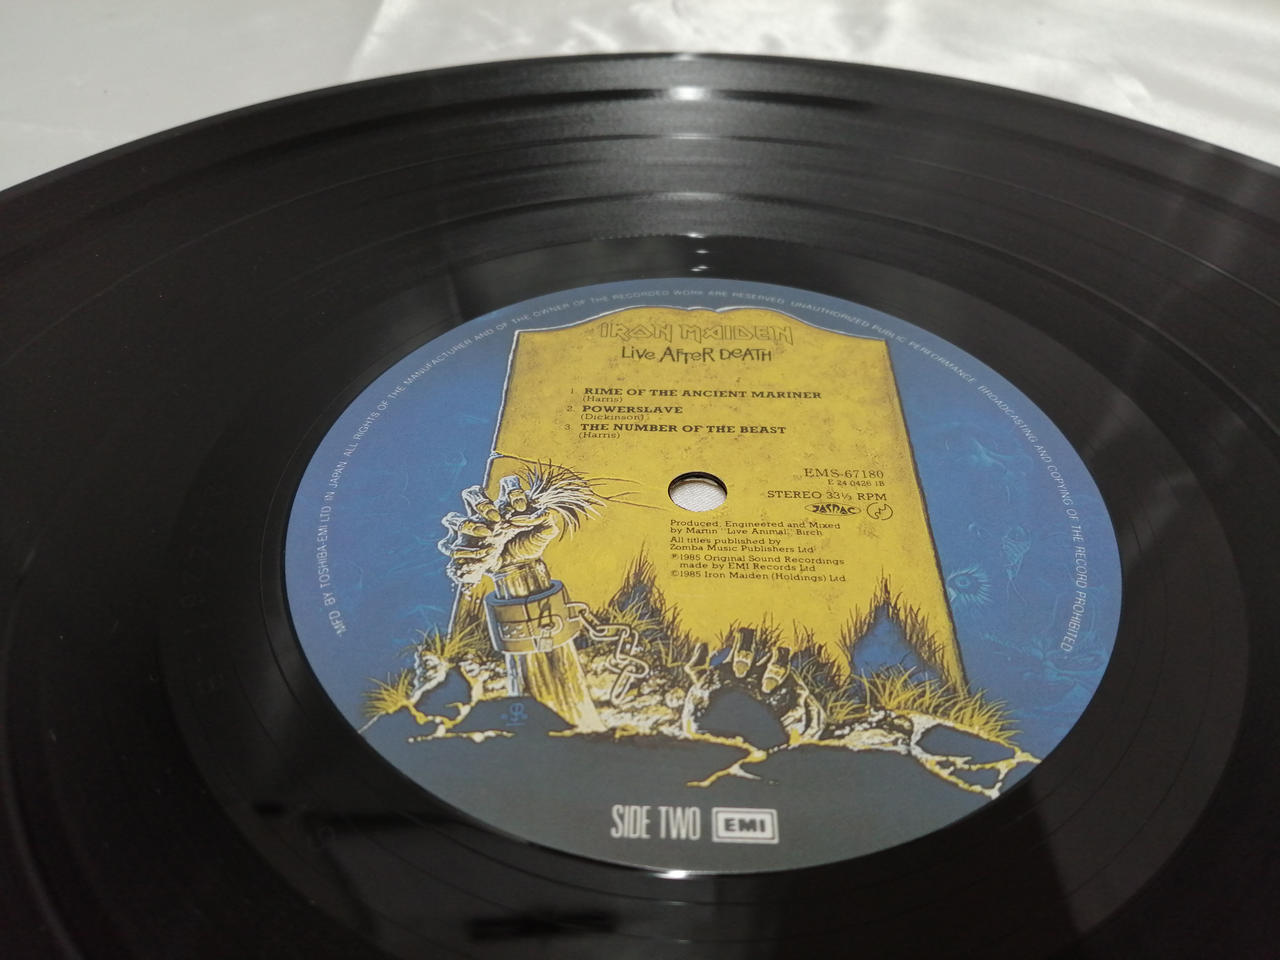 MFD BY TOSHIBA-EMI LTD IN JAPAN. ALL RIGHTS OF THE MANUFACTURER AND OF THE OWNER OF THE RECORDED WORK ARE RESERVED. UNAUTHORIZED PUBLIC PERFORMANCE BROADCASTING AND COPYING OF THE RECORD PROHIBITED.
IRON MAIDEN
Live AFTeR DeATH
1. RIME OF THE ANCIENT MARINER
(Harris)
2. POWERSLAVE
(Dickinson)
3. THE NUMBER OF THE BEAST
(Harris)
EMS-67180
E 24 0426 1B
STEREO 33⅓ RPM
JASRAC
Produced, Engineered and Mixed
by Martin "Live Animal" Birch
All titles published by
Zomba Music Publishers Ltd
℗1985 Original Sound Recordings
made by EMI Records Ltd
©1985 Iron Maiden (Holdings) Ltd
SIDE TWO EMI